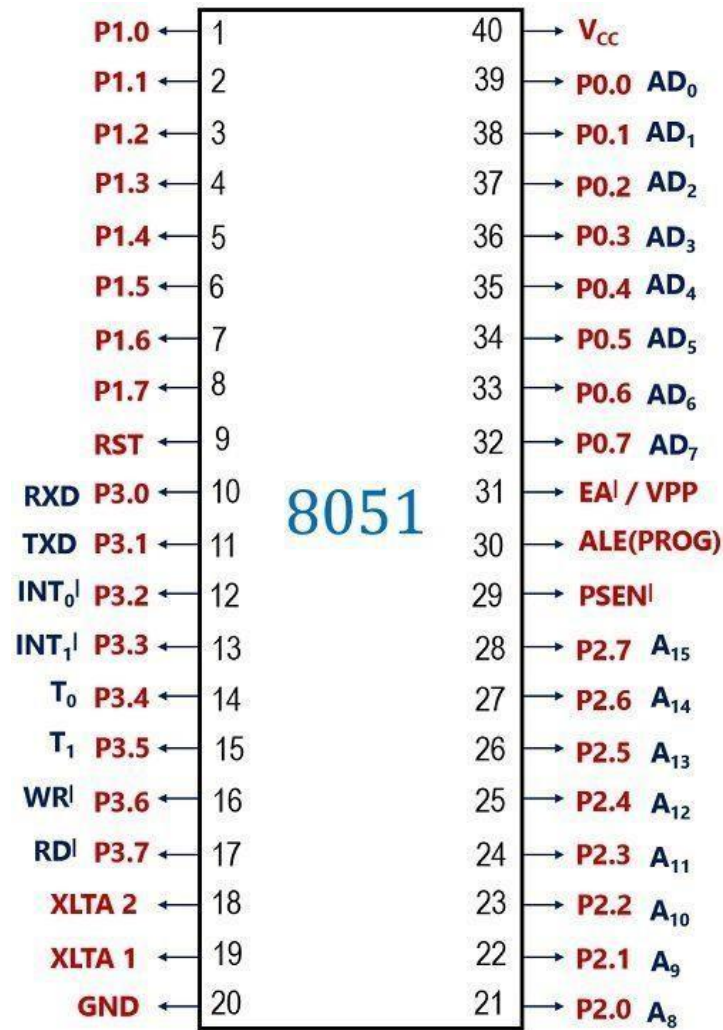 P1.0 1 40 V_CC
P1.1 2 39 P0.0 AD₀
P1.2 3 38 P0.1 AD₁
P1.3 4 37 P0.2 AD₂
P1.4 5 36 P0.3 AD₃
P1.5 6 35 P0.4 AD₄
P1.6 7 34 P0.5 AD₅
P1.7 8 33 P0.6 AD₆
RST 9 32 P0.7 AD₇
RXD P3.0 10 8051 31 EA| / VPP
TXD P3.1 11 30 ALE(PROG)
INT₀| P3.2 12 29 PSEN|
INT₁| P3.3 13 28 P2.7 A₁₅
T₀ P3.4 14 27 P2.6 A₁₄
T₁ P3.5 15 26 P2.5 A₁₃
WR| P3.6 16 25 P2.4 A₁₂
RD| P3.7 17 24 P2.3 A₁₁
XLTA 2 18 23 P2.2 A₁₀
XLTA 1 19 22 P2.1 A₉
GND 20 21 P2.0 A₈